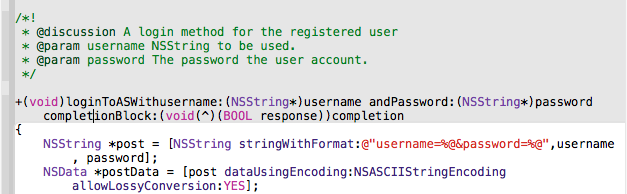 /*!
* @discussion A login method for the registered user
* @param username NSString to be used.
* @param password The password the user account.
*/
+(void)loginToASWithusername:(NSString*)username andPassword:(NSString*)password
completionBlock:(void(^)(BOOL response))completion
{
NSString *post = [NSString stringWithFormat:@"username=%@&password=%@",username
, password];
NSData *postData = [post dataUsingEncoding:NSASCIIStringEncoding
allowLossyConversion:YES];